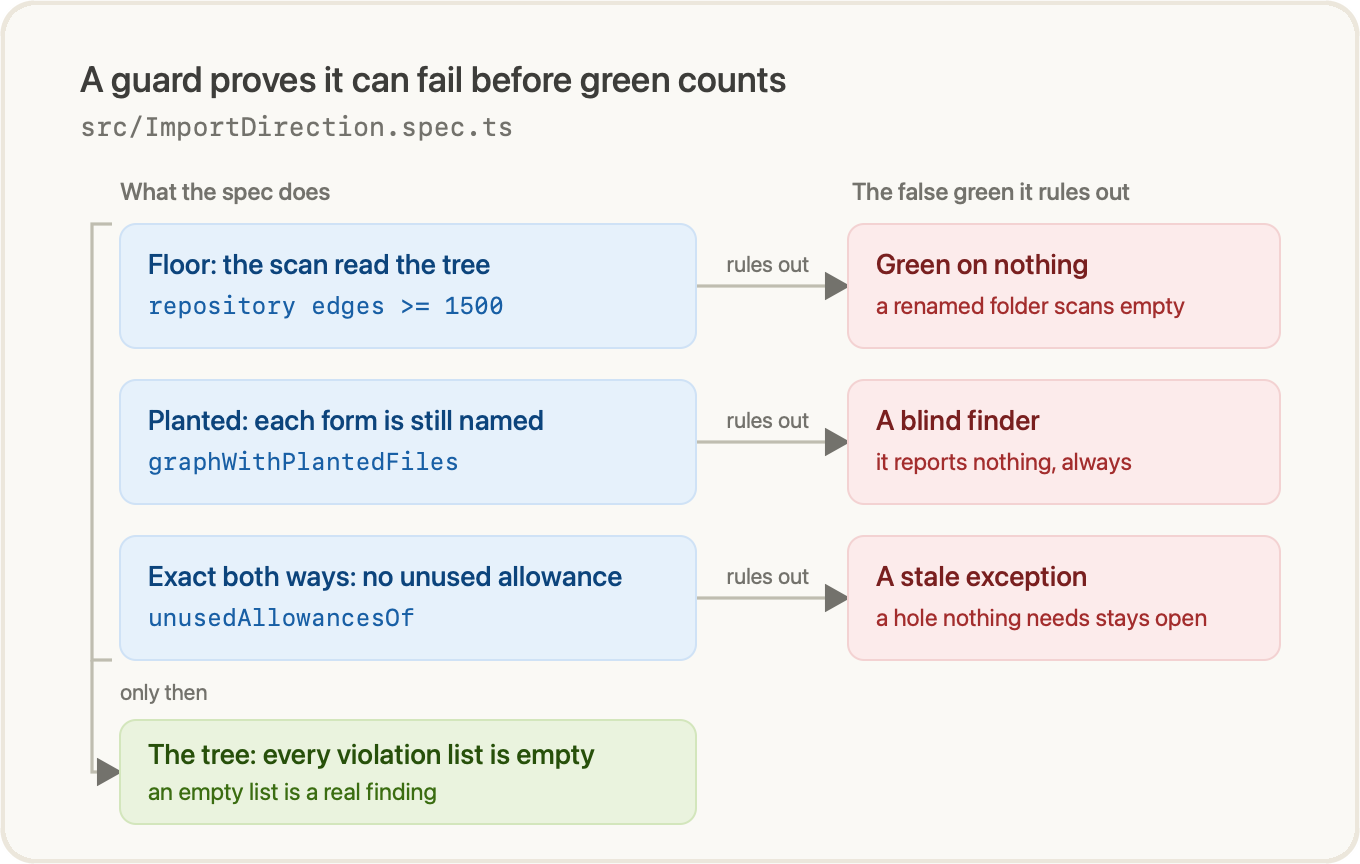 A guard proves it can fail before green counts
src/ImportDirection.spec.ts
What the spec does
The false green it rules out
Floor: the scan read the tree
repository edges >= 1500
rules out
Green on nothing
a renamed folder scans empty
Planted: each form is still named
graphWithPlantedFiles
rules out
A blind finder
it reports nothing, always
Exact both ways: no unused allowance
unusedAllowancesOf
rules out
A stale exception
a hole nothing needs stays open
only then
The tree: every violation list is empty
an empty list is a real finding